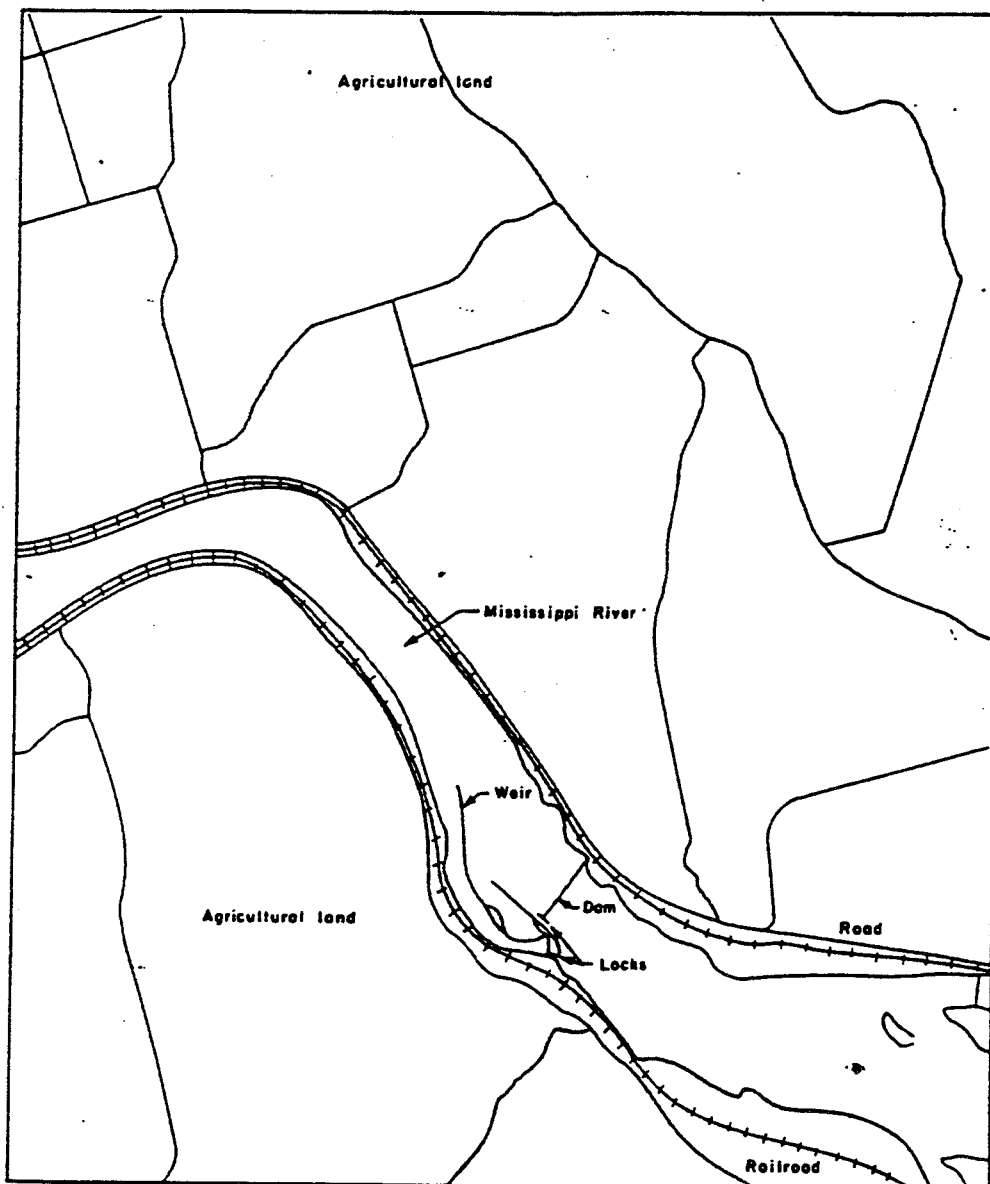 Agricultural land
Mississippi River
Weir
Dam
Agricultural land
Road
Locks
Railroad